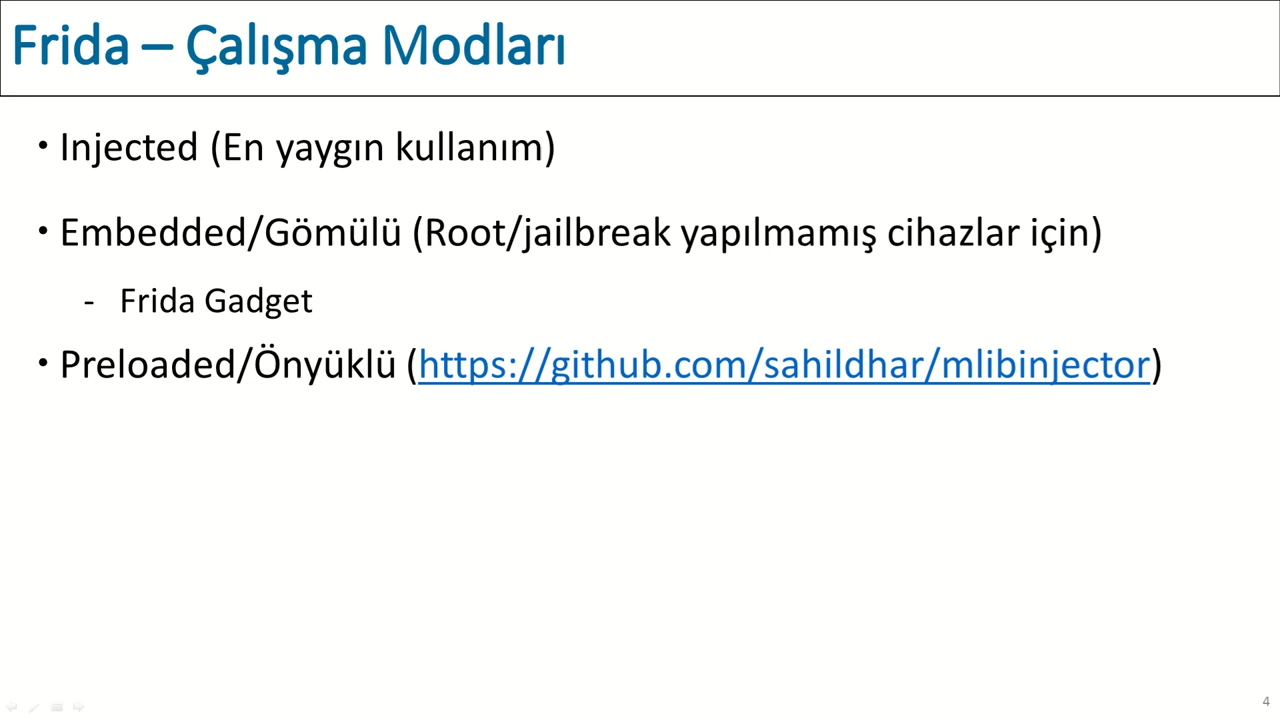 Frida – Çalışma Modları
• Injected (En yaygın kullanım)
• Embedded/Gömülü (Root/jailbreak yapılmamış cihazlar için)
- Frida Gadget
• Preloaded/Önyüklü (https://github.com/sahildhar/mlibinjector)
4